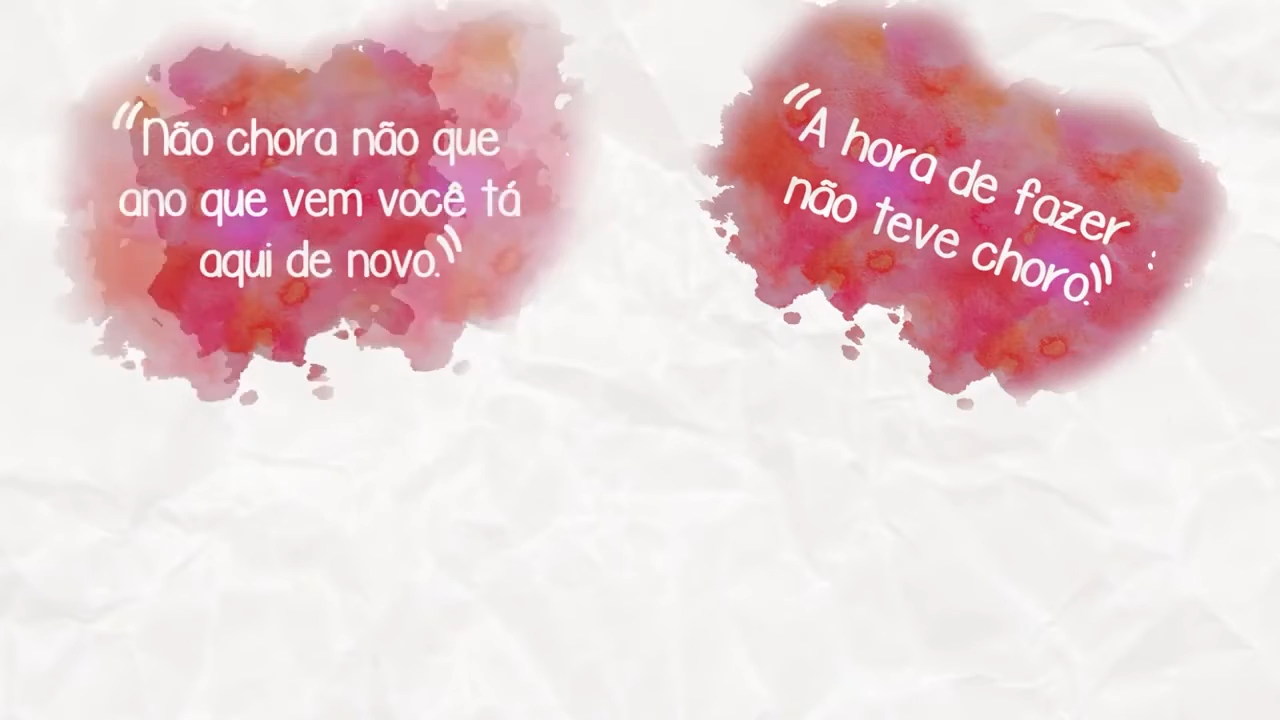 "Não chora não que
ano que vem você tá
aqui de novo."
"A hora de fazer
não teve choro."